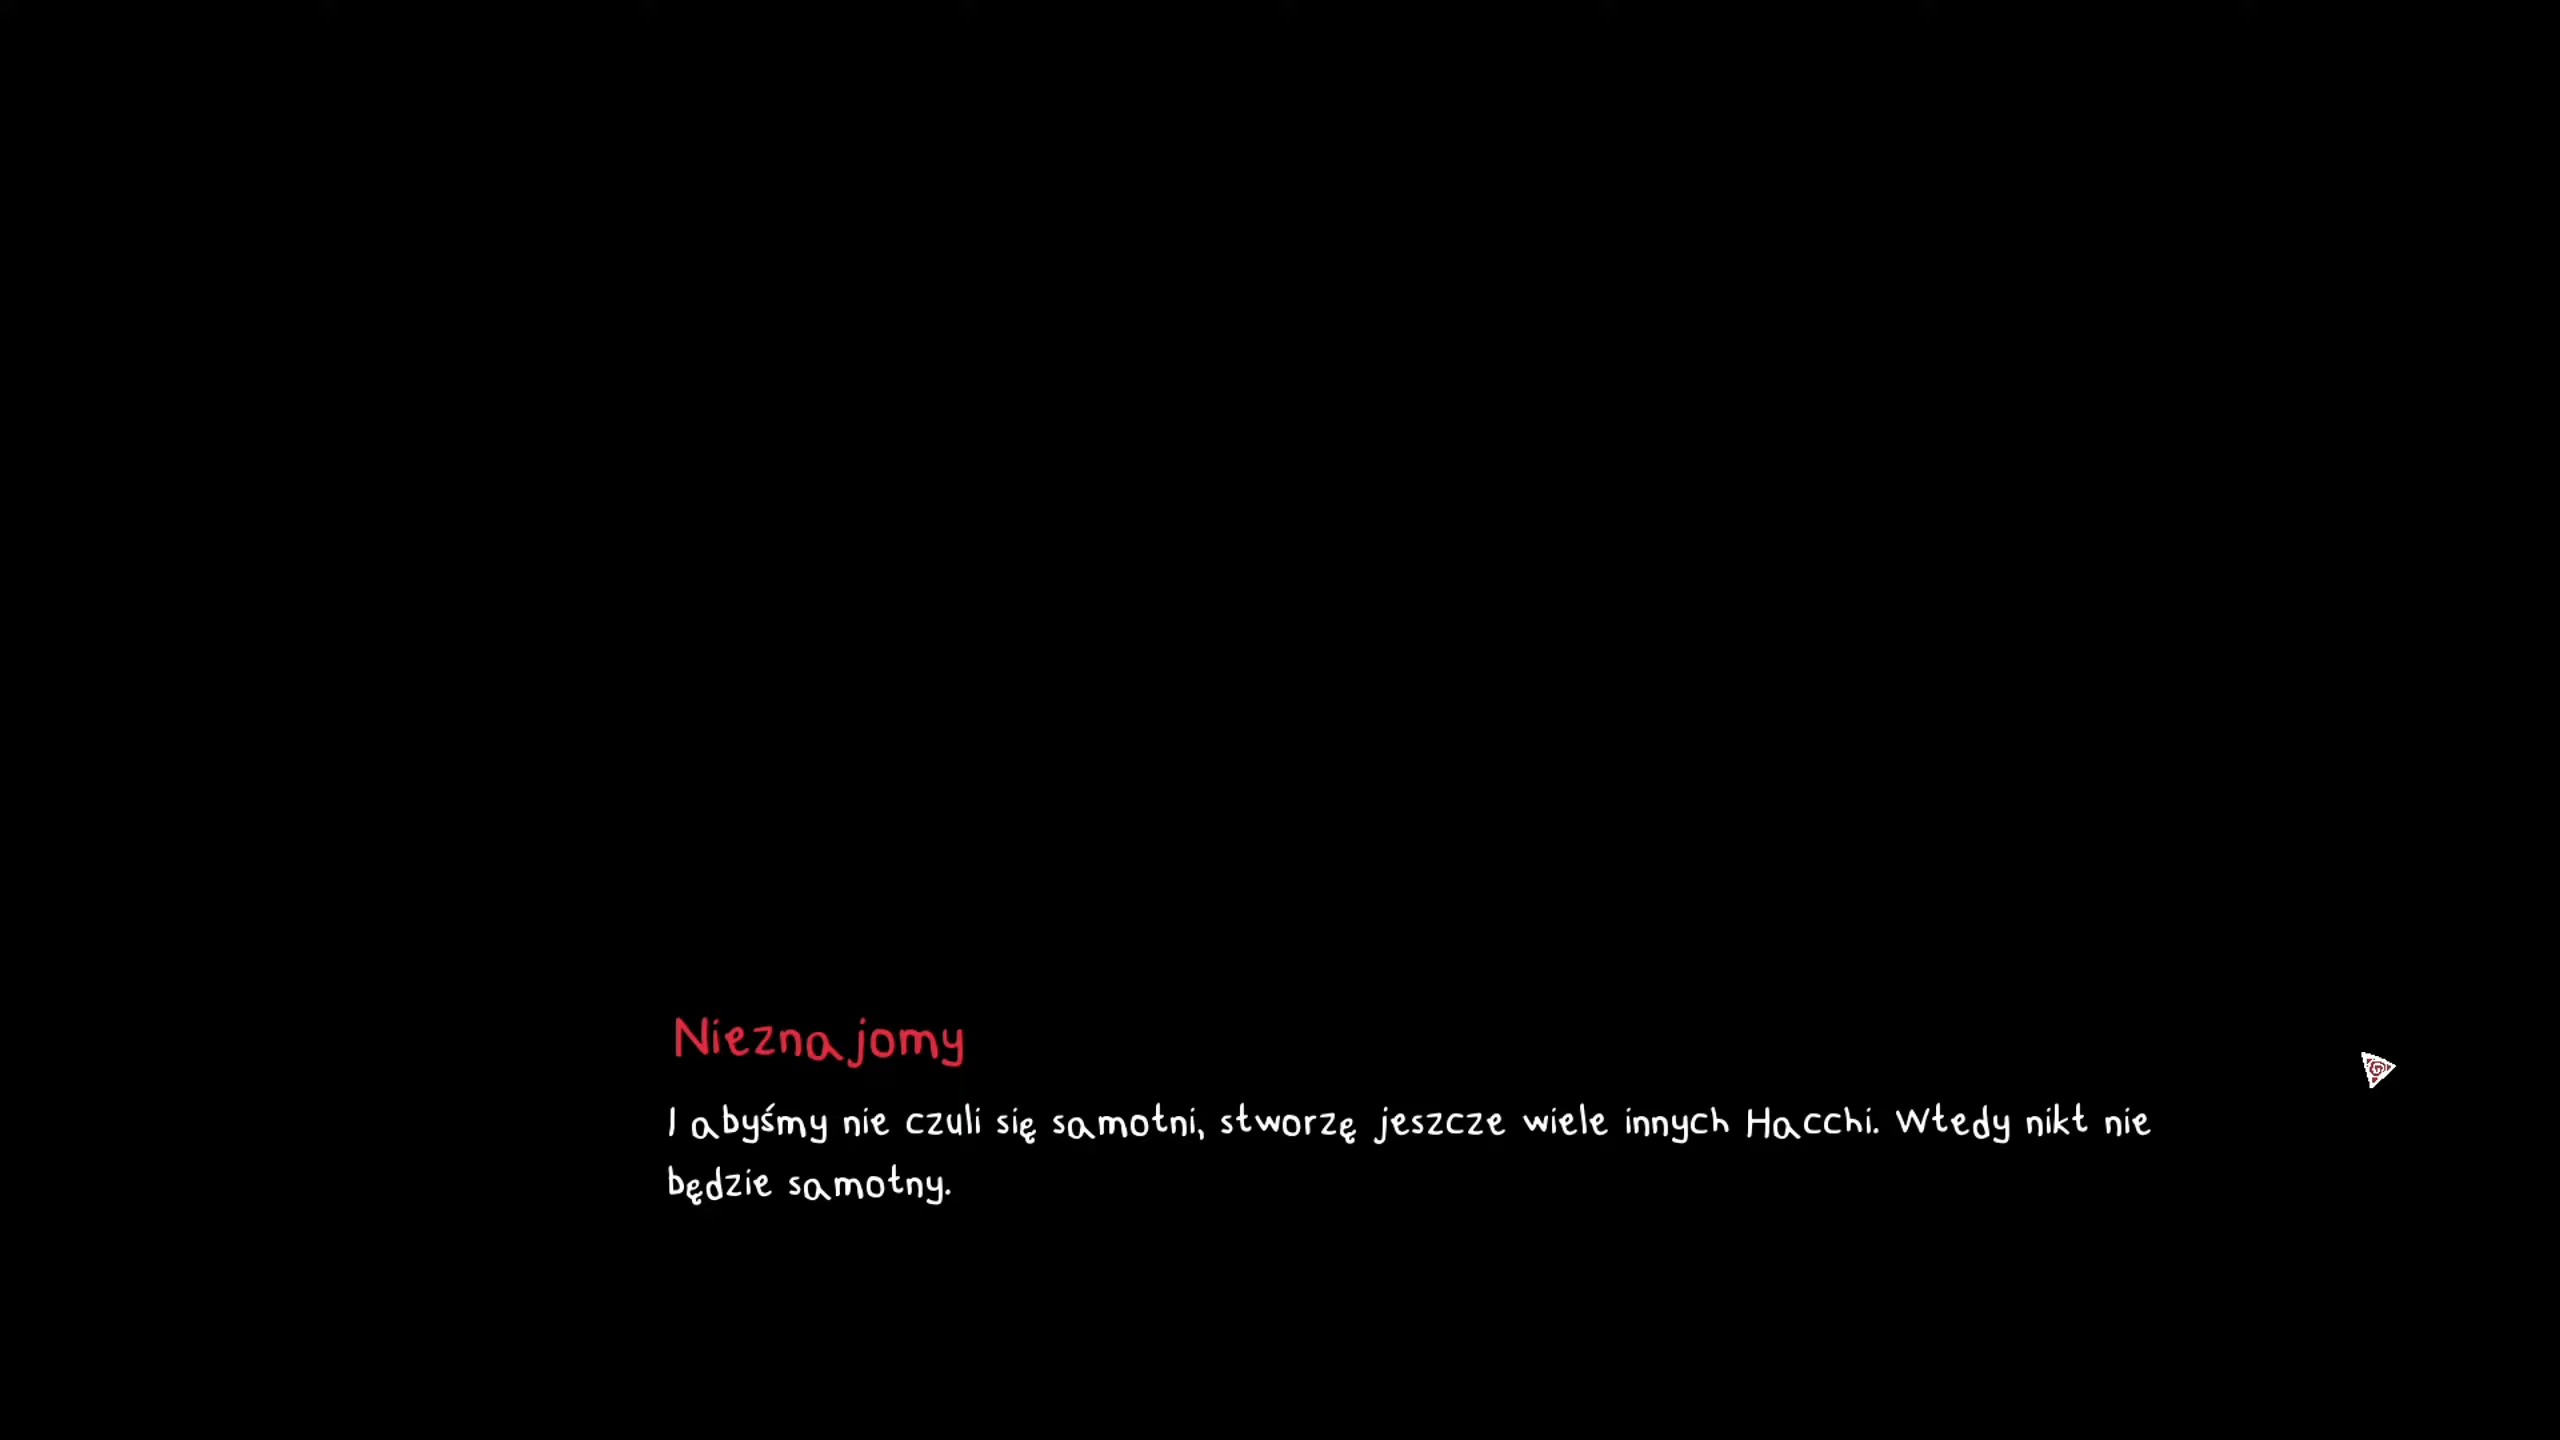 Nieznajomy
I abyśmy nie czuli się samotni, stworzę jeszcze wiele innych Hacchi. Wtedy nikt nie
będzie samotny.